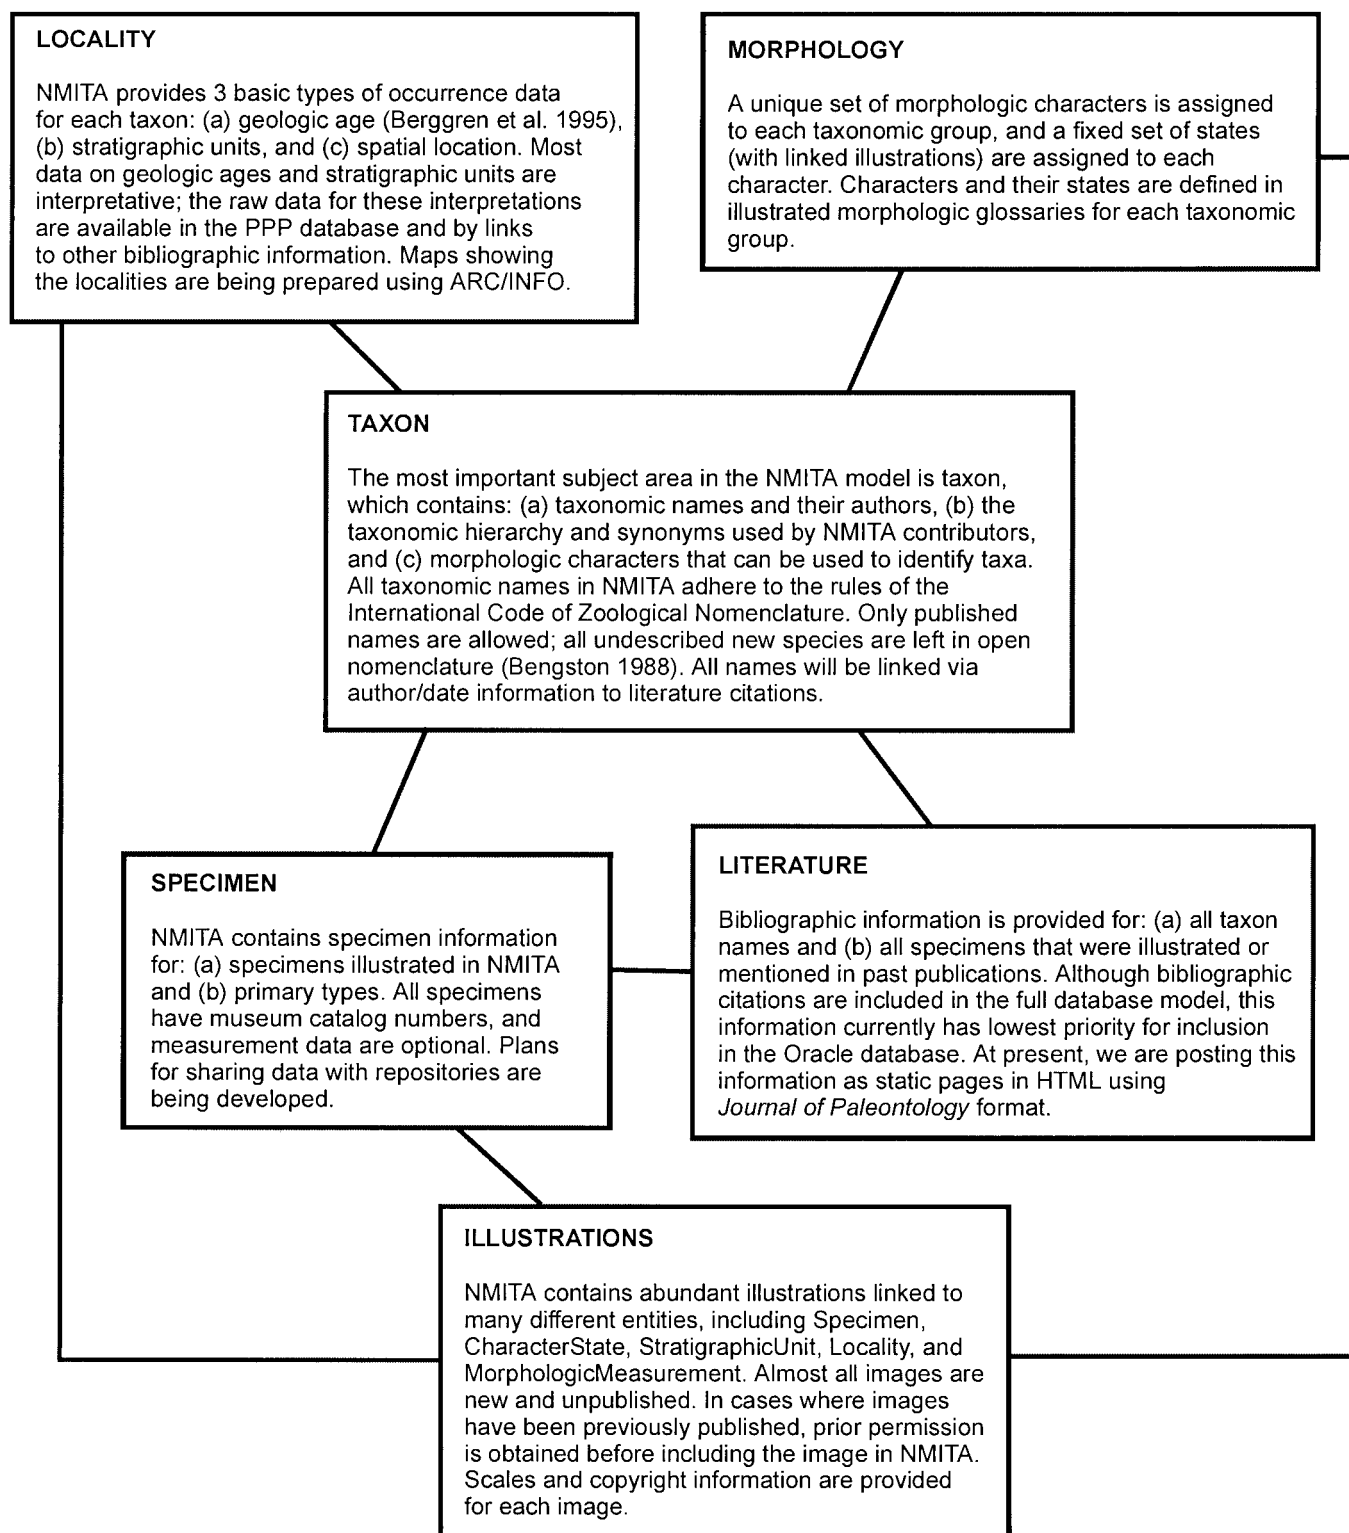 LOCALITY
NMITA provides 3 basic types of occurrence data
for each taxon: (a) geologic age (Berggren et al. 1995),
(b) stratigraphic units, and (c) spatial location. Most
data on geologic ages and stratigraphic units are
interpretative; the raw data for these interpretations
are available in the PPP database and by links
to other bibliographic information. Maps showing
the localities are being prepared using ARC/INFO.
MORPHOLOGY
A unique set of morphologic characters is assigned
to each taxonomic group, and a fixed set of states
(with linked illustrations) are assigned to each
character. Characters and their states are defined in
illustrated morphologic glossaries for each taxonomic
group.
TAXON
The most important subject area in the NMITA model is taxon,
which contains: (a) taxonomic names and their authors, (b) the
taxonomic hierarchy and synonyms used by NMITA contributors,
and (c) morphologic characters that can be used to identify taxa.
All taxonomic names in NMITA adhere to the rules of the
International Code of Zoological Nomenclature. Only published
names are allowed; all undescribed new species are left in open
nomenclature (Bengston 1988). All names will be linked via
author/date information to literature citations.
SPECIMEN
NMITA contains specimen information
for: (a) specimens illustrated in NMITA
and (b) primary types. All specimens
have museum catalog numbers, and
measurement data are optional. Plans
for sharing data with repositories are
being developed.
LITERATURE
Bibliographic information is provided for: (a) all taxon
names and (b) all specimens that were illustrated or
mentioned in past publications. Although bibliographic
citations are included in the full database model, this
information currently has lowest priority for inclusion
in the Oracle database. At present, we are posting this
information as static pages in HTML using
Journal of Paleontology format.
ILLUSTRATIONS
NMITA contains abundant illustrations linked to
many different entities, including Specimen,
CharacterState, StratigraphicUnit, Locality, and
MorphologicMeasurement. Almost all images are
new and unpublished. In cases where images
have been previously published, prior permission
is obtained before including the image in NMITA.
Scales and copyright information are provided
for each image.